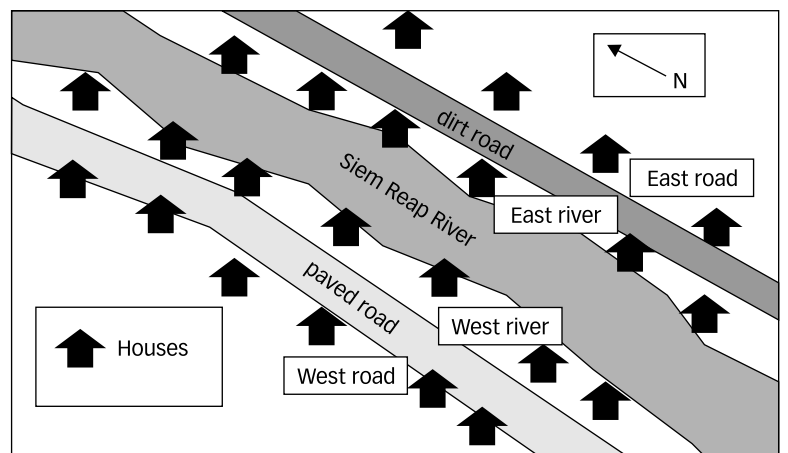 N
dirt road
East road
Siem Reap River
East river
paved road
West river
Houses
West road